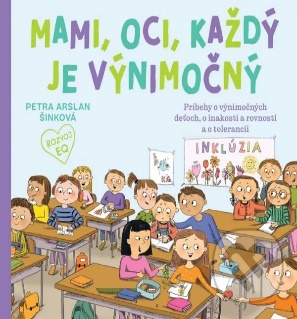 MAMI, OCI, KAŽDÝ
JE VÝNIMOČNÝ
PETRA ARSLAN
ŠINKOVÁ
Príbehy o výnimočných
deťoch, o inakosti a rovnosti
a o tolerancii
ROZVOJ
EQ
INKLÚZIA